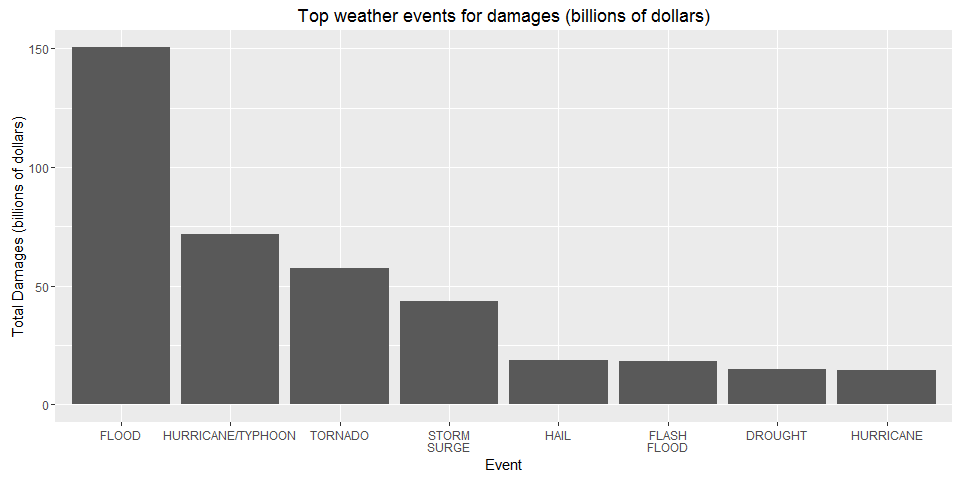 Top weather events for damages (billions of dollars)
Total Damages (billions of dollars)
150
100
50
0
FLOOD
HURRICANE/TYPHOON
TORNADO
STORM
SURGE
HAIL
FLASH
FLOOD
DROUGHT
HURRICANE
Event